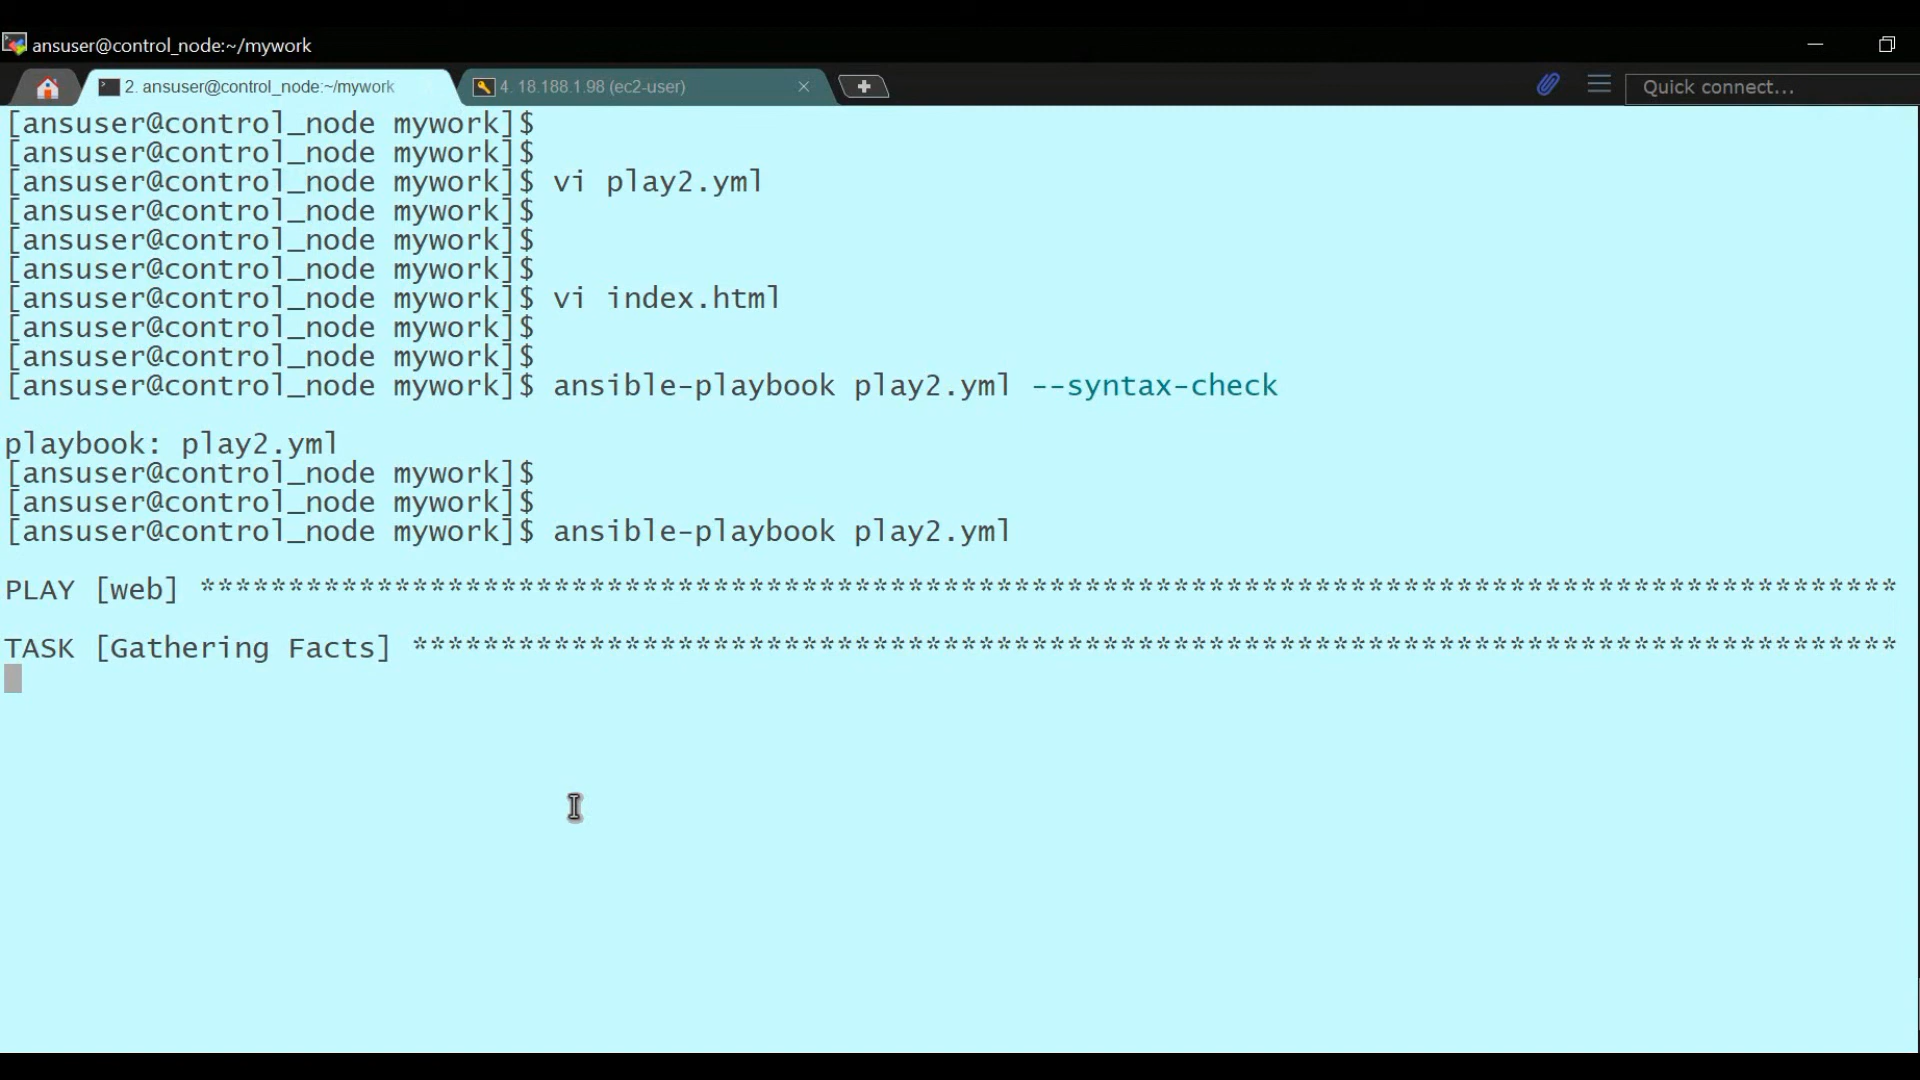 ansuser@control_node:~/mywork
2. ansuser@control_node:~/mywork
4. 18.188.1.98 (ec2-user)
Quick connect...
[ansuser@control_node mywork]$
[ansuser@control_node mywork]$
[ansuser@control_node mywork]$ vi play2.yml
[ansuser@control_node mywork]$
[ansuser@control_node mywork]$
[ansuser@control_node mywork]$
[ansuser@control_node mywork]$ vi index.html
[ansuser@control_node mywork]$
[ansuser@control_node mywork]$
[ansuser@control_node mywork]$ ansible-playbook play2.yml --syntax-check
playbook: play2.yml
[ansuser@control_node mywork]$
[ansuser@control_node mywork]$
[ansuser@control_node mywork]$ ansible-playbook play2.yml
PLAY [web] ************************************************************************************************
TASK [Gathering Facts] ************************************************************************************